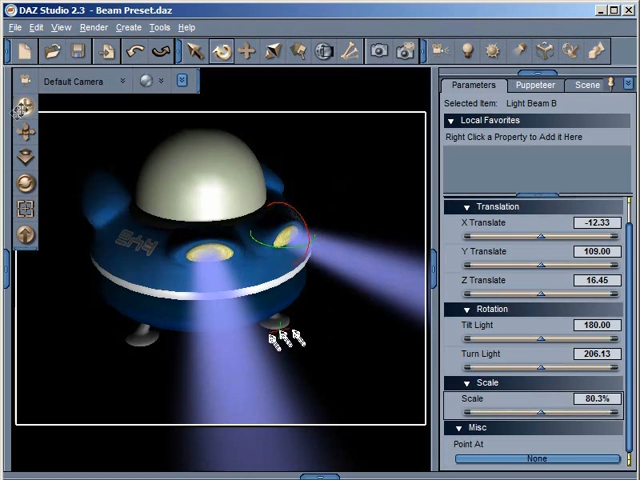 DAZ Studio 2.3 - Beam Preset.daz
File Edit View Render Create Tools Help
Default Camera
Parameters Puppeteer Scene
Selected Item: Light Beam B
Local Favorites
Right Click a Property to Add it Here
Translation
X Translate -12.33
Y Translate 109.00
Z Translate 16.45
Rotation
Tilt Light 180.00
Turn Light 206.13
Scale
Scale 80.3%
Misc
Point At
None